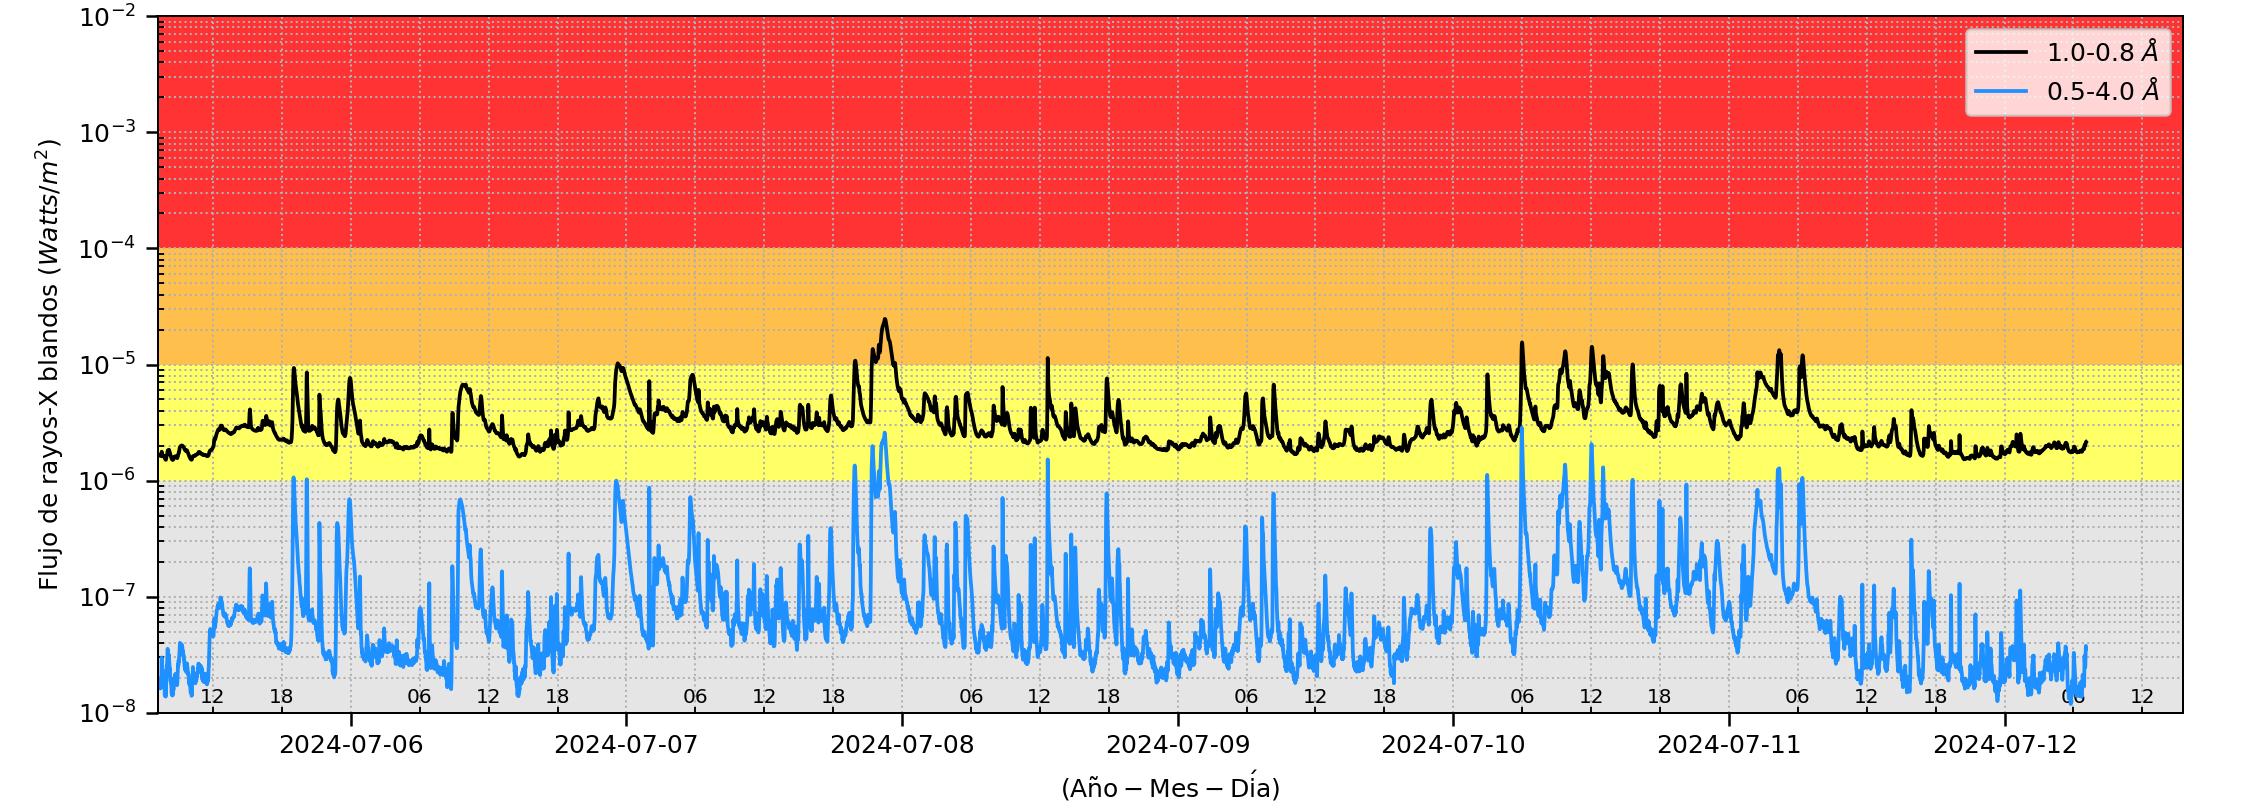 10⁻²
10⁻³
10⁻⁴
10⁻⁵
10⁻⁶
10⁻⁷
10⁻⁸
Flujo de rayos-X blandos (Watts/m²)
1.0-0.8 Å
0.5-4.0 Å
12 18 06 12 18 06 12 18 06 12 18 06 12 18 06 12 18 06 12 18 06 12
2024-07-06 2024-07-07 2024-07-08 2024-07-09 2024-07-10 2024-07-11 2024-07-12
(Año − Mes − Día)